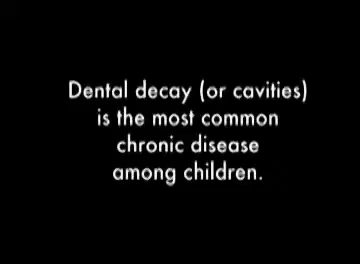 Dental decay (or cavities)
is the most common
chronic disease
among children.